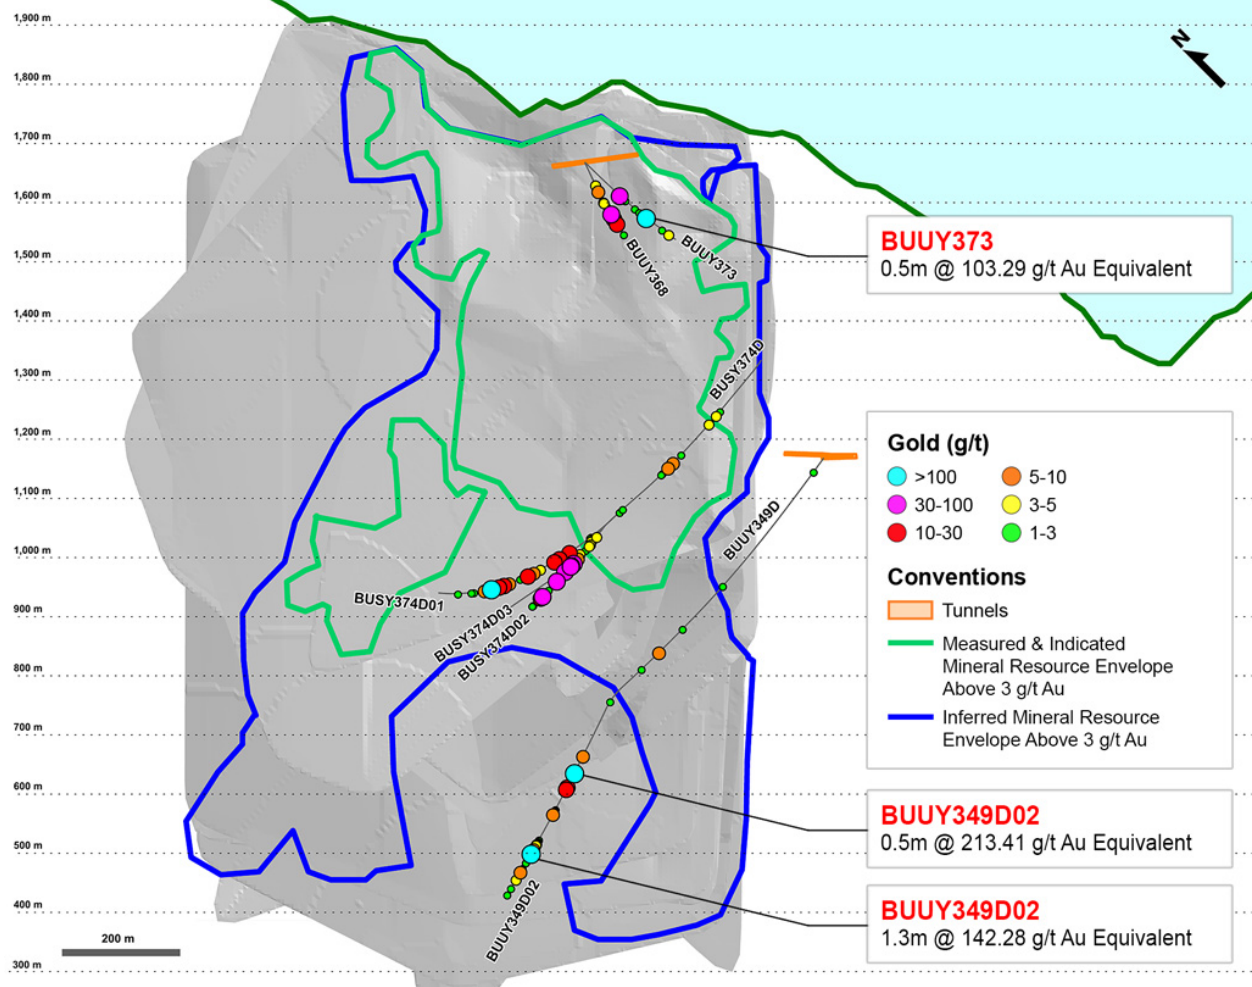 1,900 m
1,800 m
1,700 m
1,600 m
1,500 m
1,400 m
1,300 m
1,200 m
1,100 m
1,000 m
900 m
800 m
700 m
600 m
500 m
400 m
300 m
200 m
N
BUUY368
BUUY373
BUSY374D
BUUY349D
BUSY374D01
BUSY374D03
BUSY374D02
BUUY349D02
BUUY373
0.5m @ 103.29 g/t Au Equivalent
Gold (g/t)
>100
5-10
30-100
3-5
10-30
1-3
Conventions
Tunnels
Measured & Indicated
Mineral Resource Envelope
Above 3 g/t Au
Inferred Mineral Resource
Envelope Above 3 g/t Au
BUUY349D02
0.5m @ 213.41 g/t Au Equivalent
BUUY349D02
1.3m @ 142.28 g/t Au Equivalent